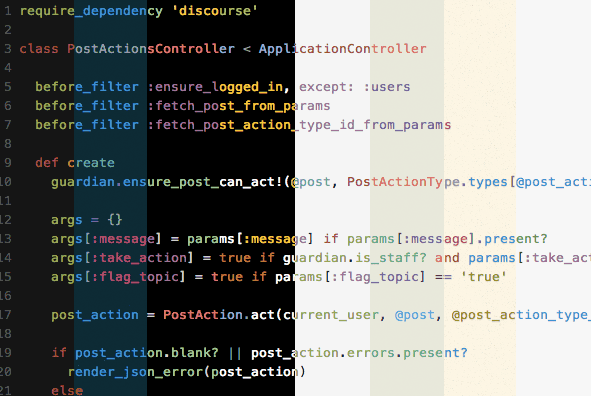 1 require_dependency 'discourse'
2
3 class PostActionsController < ApplicationController
4
5 before_filter :ensure_logged_in, except: :users
6 before_filter :fetch_post_from_params
7 before_filter :fetch_post_action_type_id_from_params
8
9 def create
10 guardian.ensure_post_can_act!(@post, PostActionType.types[@post_acti
11
12 args = {}
13 args[:message] = params[:message] if params[:message].present?
14 args[:take_action] = true if guardian.is_staff? and params[:take_act
15 args[:flag_topic] = true if params[:flag_topic] == 'true'
16
17 post_action = PostAction.act(current_user, @post, @post_action_type_
18
19 if post_action.blank? || post_action.errors.present?
20 render_json_error(post_action)
21 else